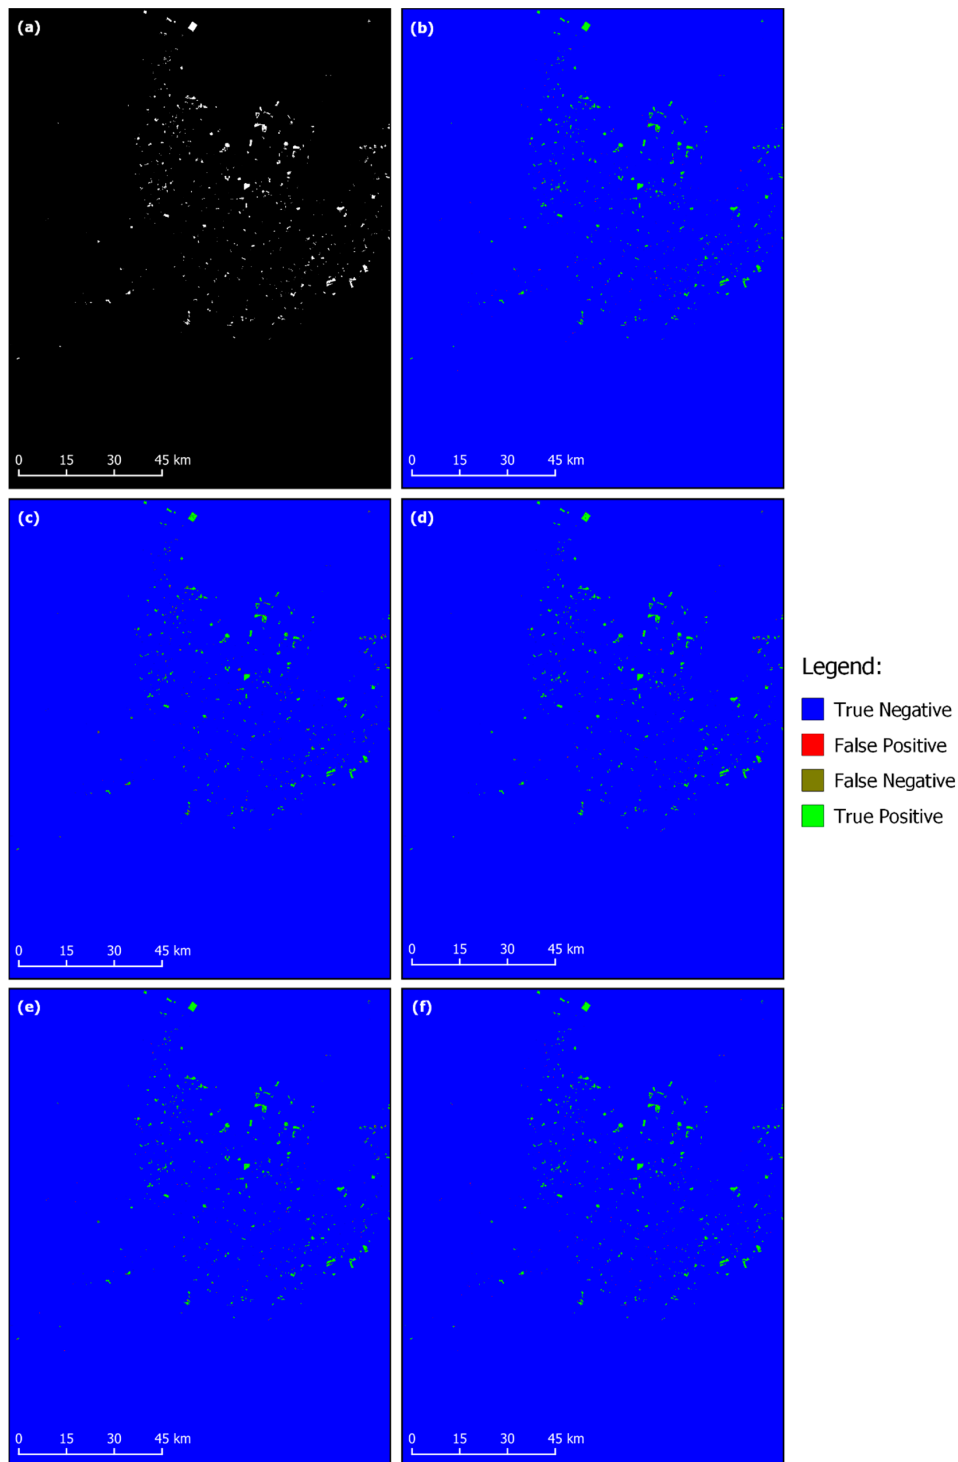 (a)
0 15 30 45 km
(b)
0 15 30 45 km
(c)
0 15 30 45 km
(d)
0 15 30 45 km
(e)
0 15 30 45 km
(f)
0 15 30 45 km
Legend:
True Negative
False Positive
False Negative
True Positive